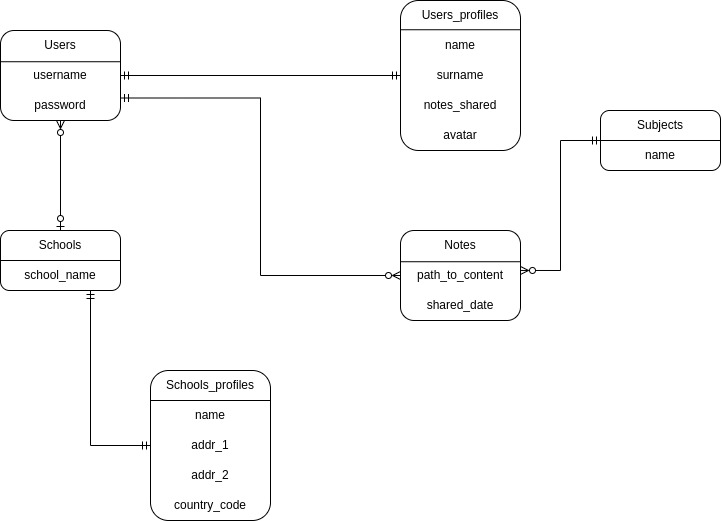 Users
username
password
Users_profiles
name
surname
notes_shared
avatar
Subjects
name
Schools
school_name
Notes
path_to_content
shared_date
Schools_profiles
name
addr_1
addr_2
country_code